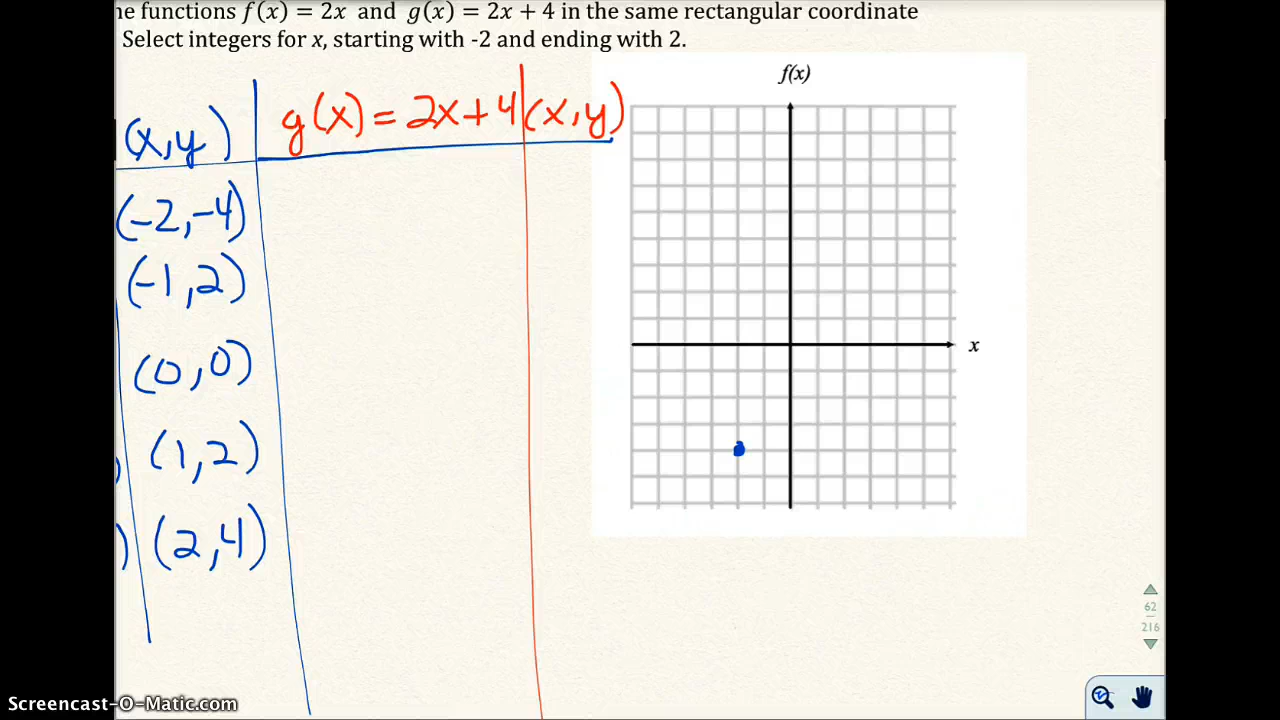 ne functions f(x) = 2x and g(x) = 2x + 4 in the same rectangular coordinate
Select integers for x, starting with -2 and ending with 2.
f(x)
g(x) = 2x+4 (x,y)
(x,y)
(-2,-4)
(-1,2)
x
(0,0)
(1,2)
) (2,4)
62
216
Screencast-O-Matic.com